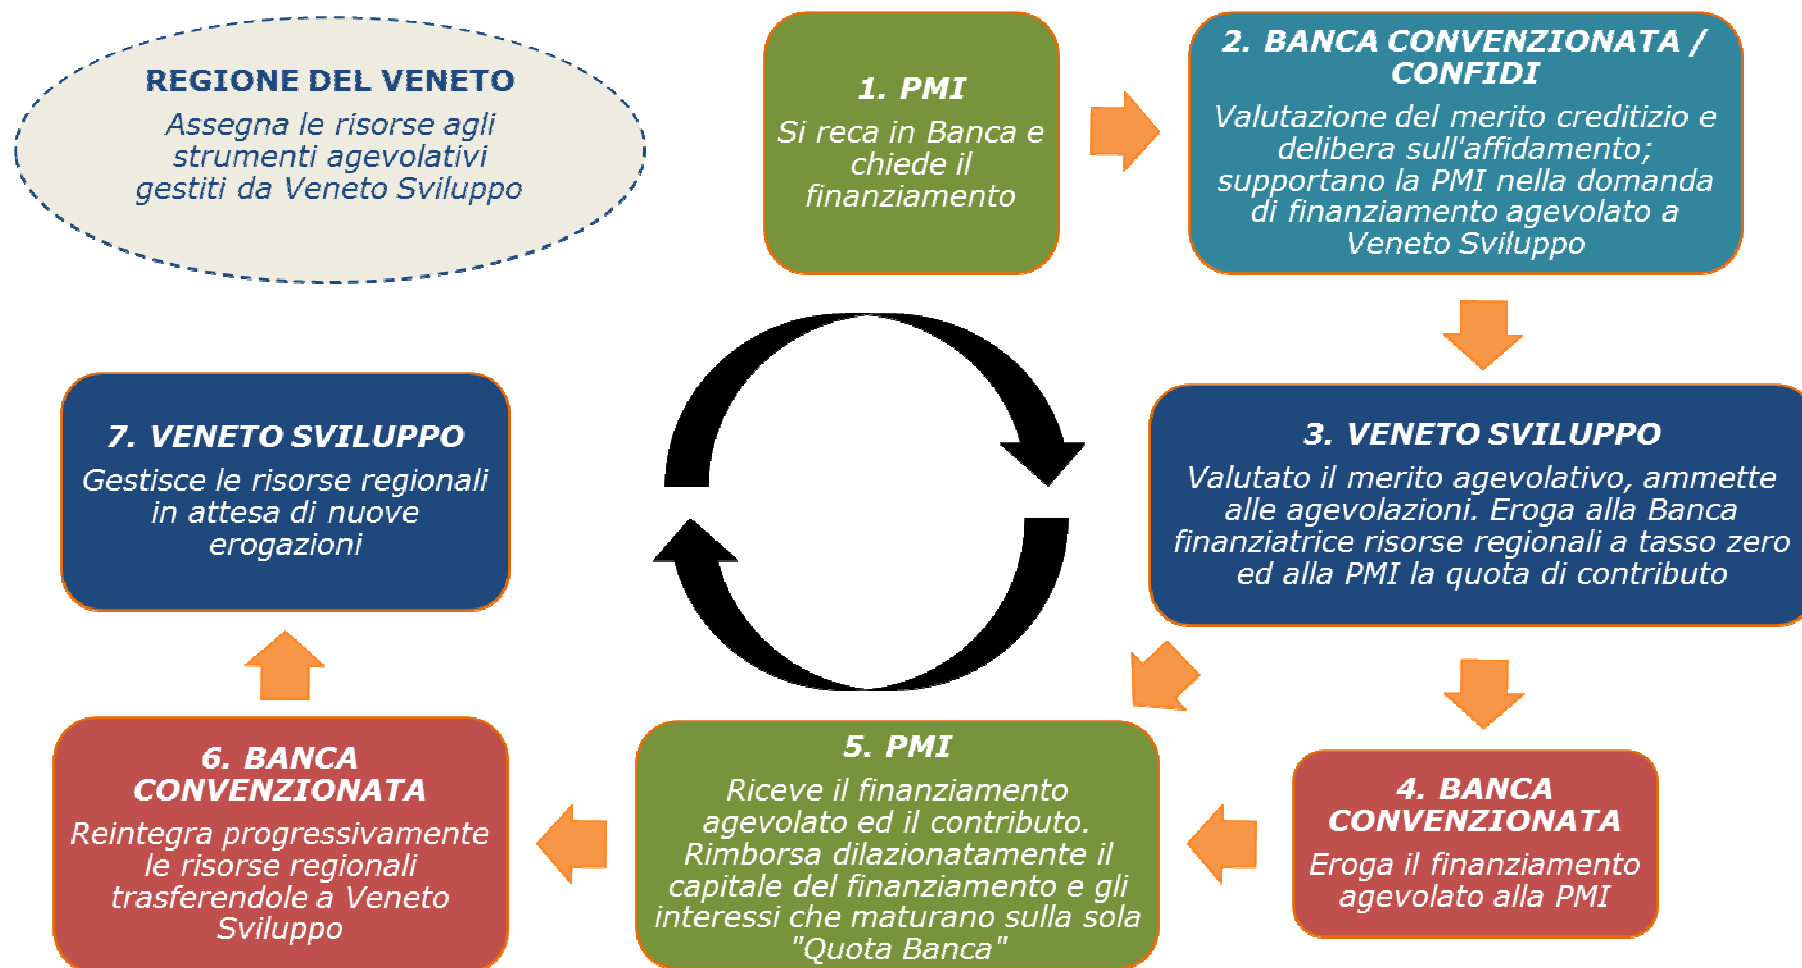 REGIONE DEL VENETO
Assegna le risorse agli
strumenti agevolativi
gestiti da Veneto Sviluppo
1. PMI
Si reca in Banca e
chiede il
finanziamento
2. BANCA CONVENZIONATA /
CONFIDI
Valutazione del merito creditizio e
delibera sull'affidamento;
supportano la PMI nella domanda
di finanziamento agevolato a
Veneto Sviluppo
3. VENETO SVILUPPO
Valutato il merito agevolativo, ammette
alle agevolazioni. Eroga alla Banca
finanziatrice risorse regionali a tasso zero
ed alla PMI la quota di contributo
4. BANCA
CONVENZIONATA
Eroga il finanziamento
agevolato alla PMI
5. PMI
Riceve il finanziamento
agevolato ed il contributo.
Rimborsa dilazionatamente il
capitale del finanziamento e gli
interessi che maturano sulla sola
"Quota Banca"
6. BANCA
CONVENZIONATA
Reintegra progressivamente
le risorse regionali
trasferendole a Veneto
Sviluppo
7. VENETO SVILUPPO
Gestisce le risorse regionali
in attesa di nuove
erogazioni